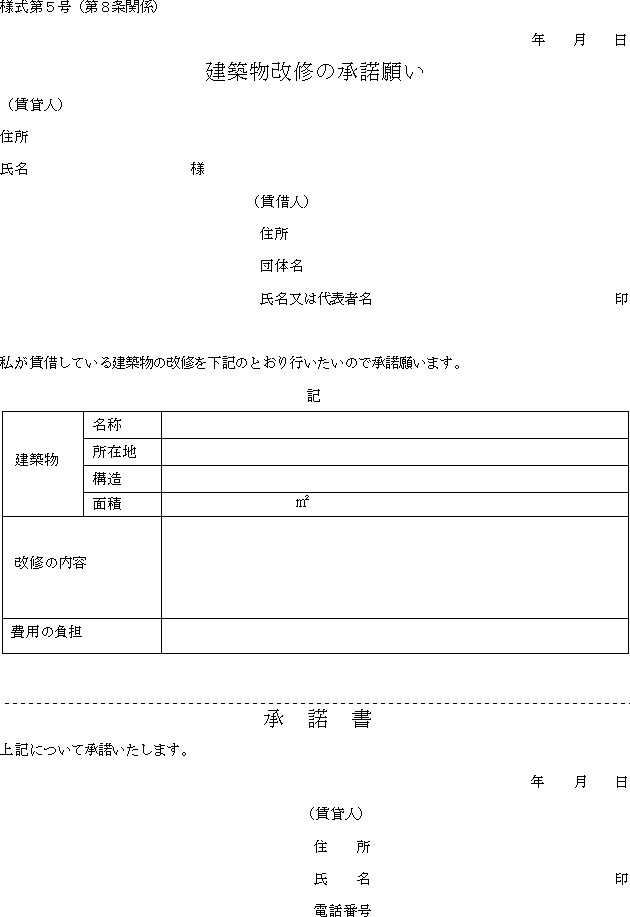 様式第５号（第８条関係）
年　月　日
建築物改修の承諾願い
（賃貸人）
住所
氏名　様
（賃借人）
住所
団体名
氏名又は代表者名　印
私が賃借している建築物の改修を下記のとおり行いたいので承諾願います。
記
建築物
名称
所在地
構造
面積　㎡
改修の内容
費用の負担
承　諾　書
上記について承諾いたします。
年　月　日
（賃貸人）
住　所
氏　名　印
電話番号